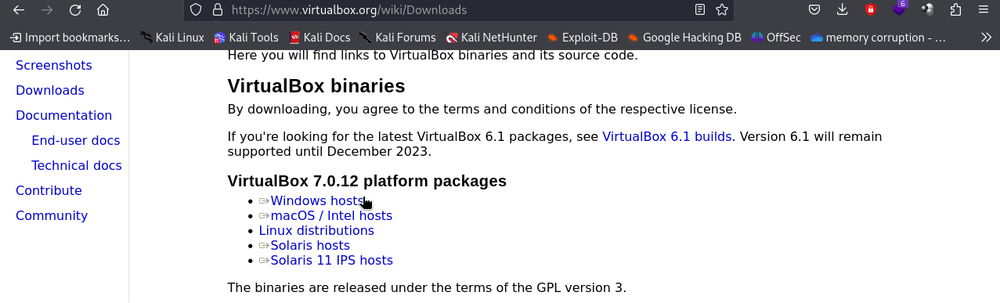 https://www.virtualbox.org/wiki/Downloads
6
Import bookmarks… Kali Linux Kali Tools Kali Docs Kali Forums Kali NetHunter Exploit-DB Google Hacking DB OffSec memory corruption - …
Screenshots
Downloads
Documentation
End-user docs
Technical docs
Contribute
Community
Here you will find links to VirtualBox binaries and its source code.
VirtualBox binaries
By downloading, you agree to the terms and conditions of the respective license.
If you're looking for the latest VirtualBox 6.1 packages, see VirtualBox 6.1 builds. Version 6.1 will remain
supported until December 2023.
VirtualBox 7.0.12 platform packages
Windows hosts
macOS / Intel hosts
Linux distributions
Solaris hosts
Solaris 11 IPS hosts
The binaries are released under the terms of the GPL version 3.